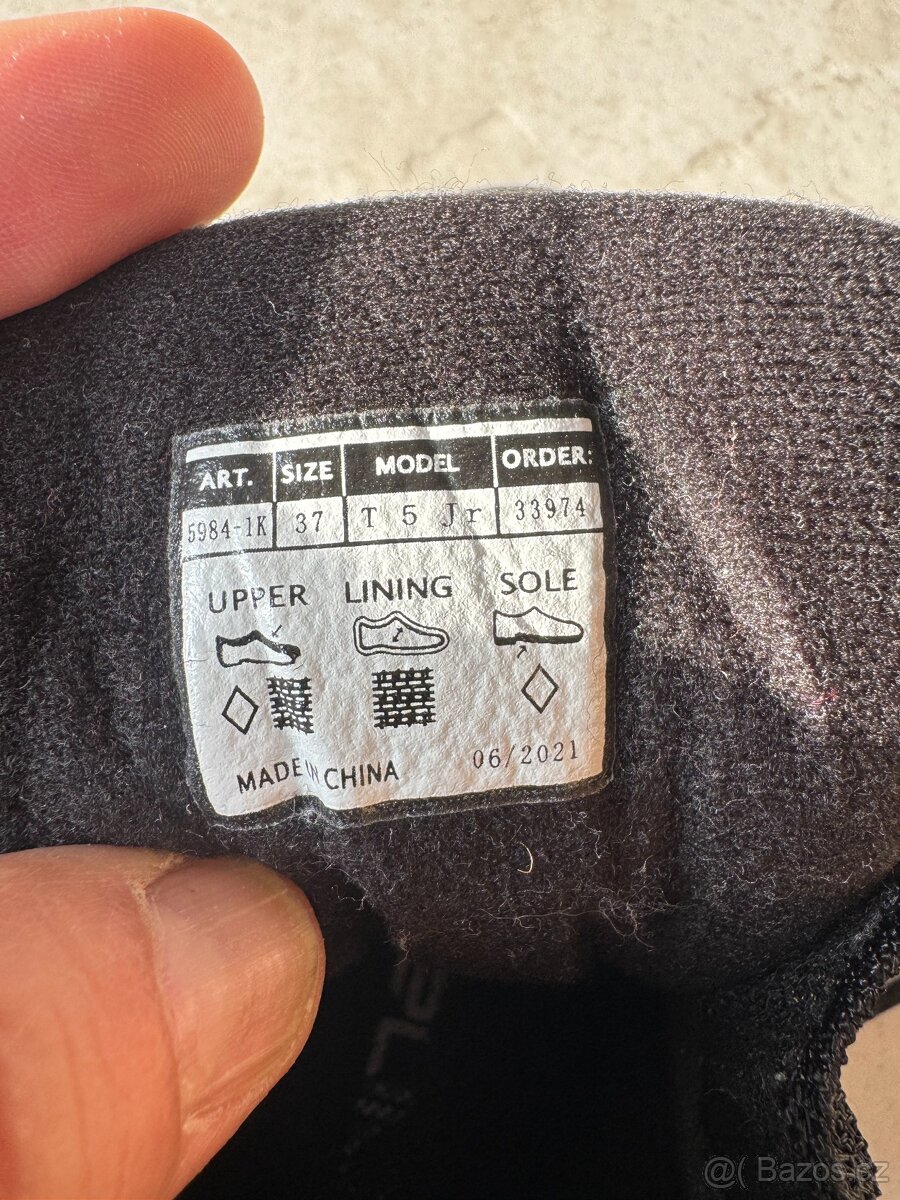 ART. SIZE MODEL ORDER:
5984-1K 37 T 5 Jr 33974
UPPER LINING SOLE
MADE IN CHINA 06/2021
@( Bazos.cz